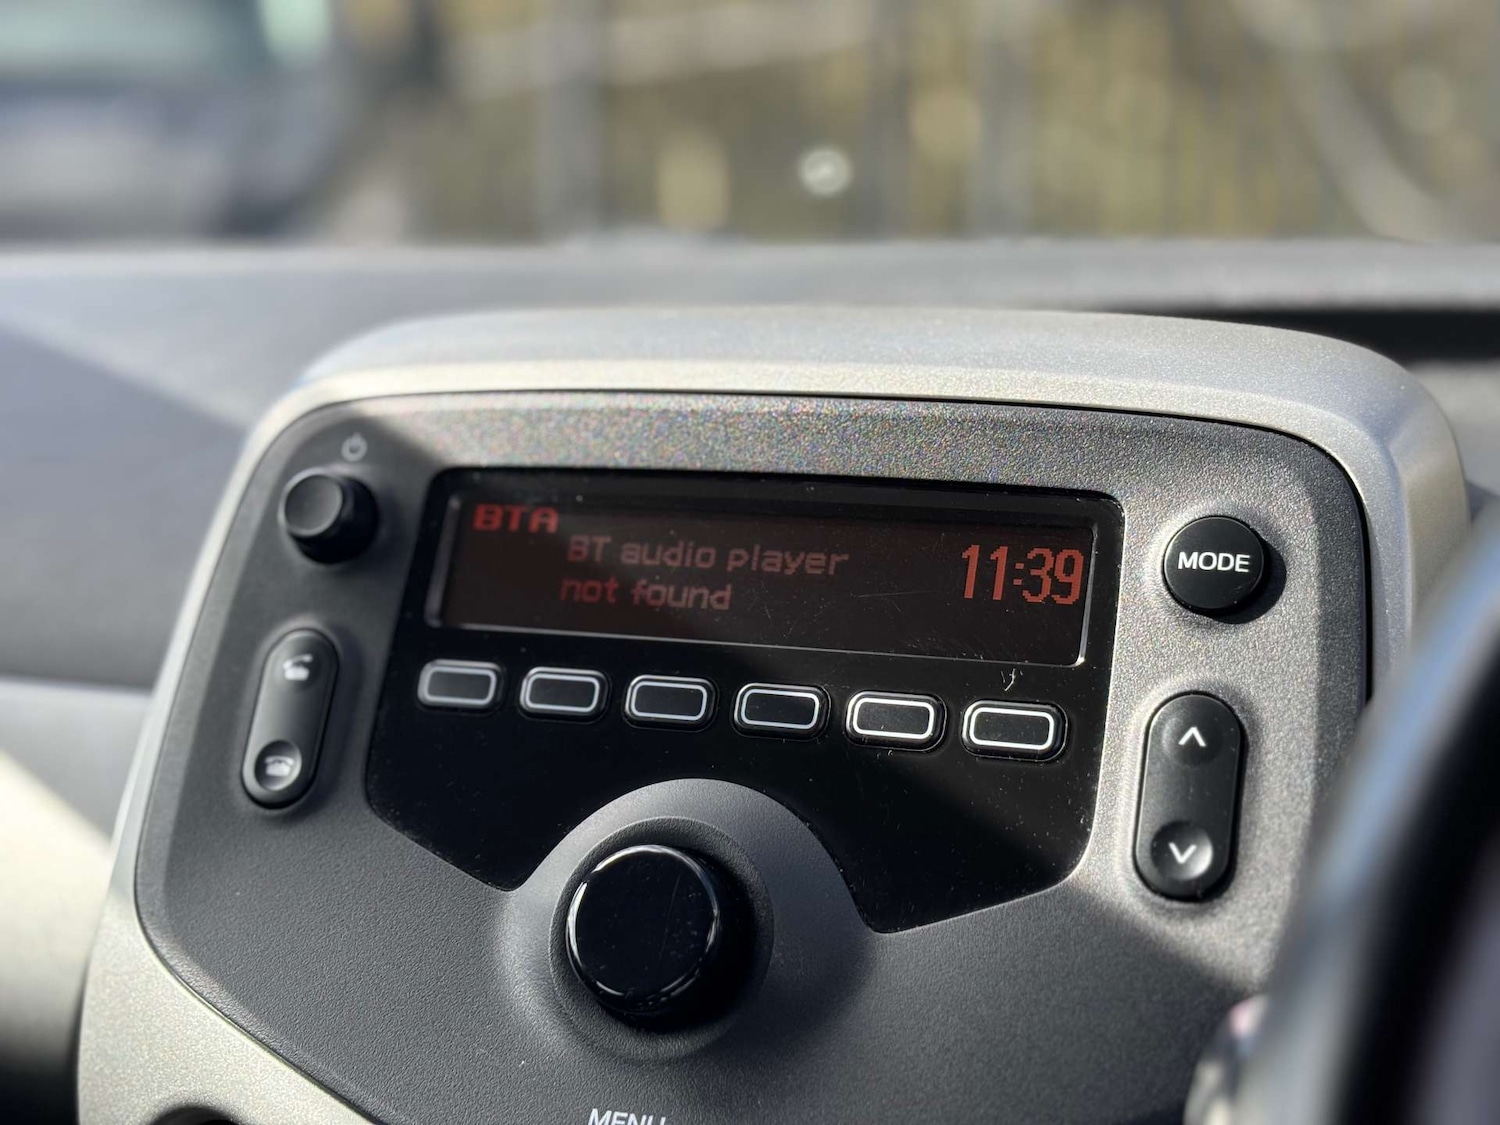 BTA
BT audio player
not found
11:39
MODE
MENU